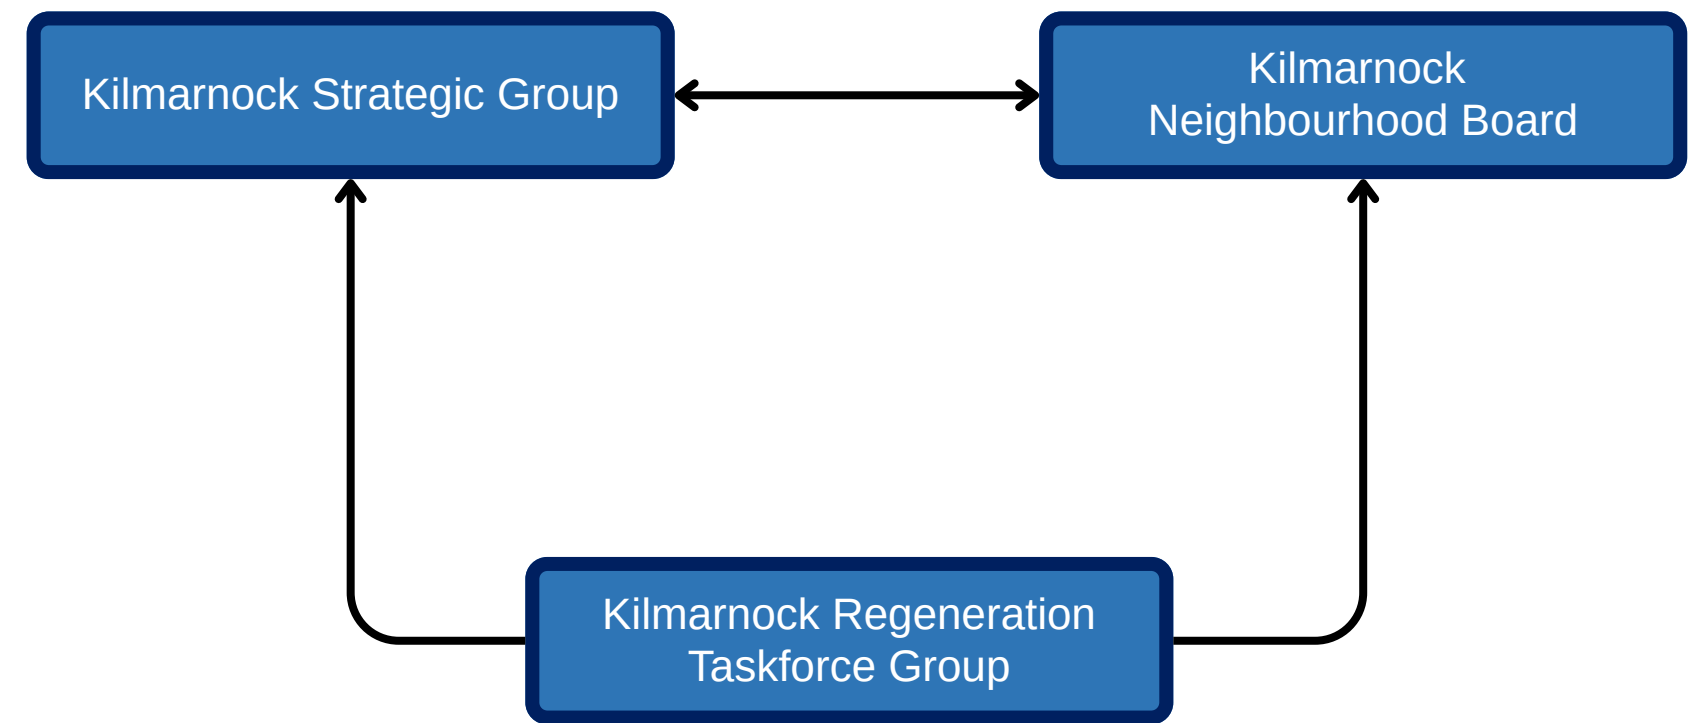 Kilmarnock Strategic Group
Kilmarnock
Neighbourhood Board
Kilmarnock Regeneration
Taskforce Group